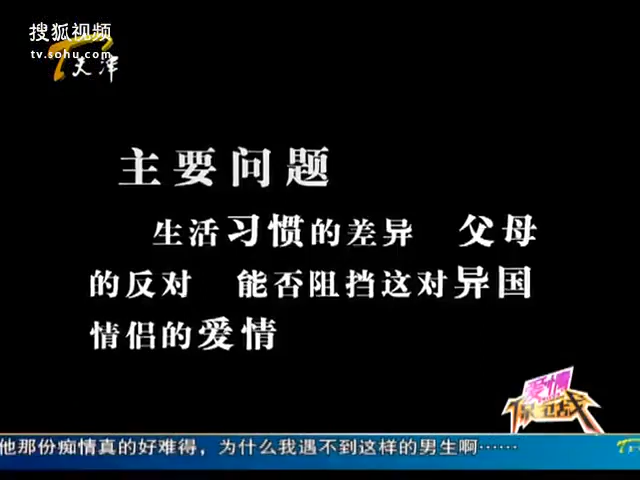 搜狐视频
tv.sohu.com
天津
主要问题
生活习惯的差异 父母
的反对 能否阻挡这对异国
情侣的爱情
爱情
保卫战
他那份痴情真的好难得，为什么我遇不到这样的男生啊……